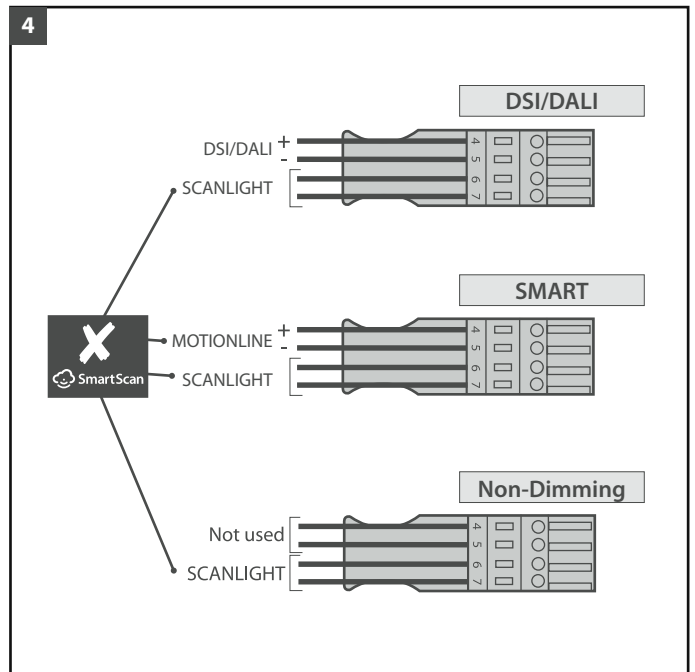 4
DSI/DALI
DSI/DALI +
-
SCANLIGHT
4
5
6
7
SMART
MOTIONLINE +
-
SCANLIGHT
4
5
6
7
X
SmartScan
Non-Dimming
Not used
SCANLIGHT
4
5
6
7